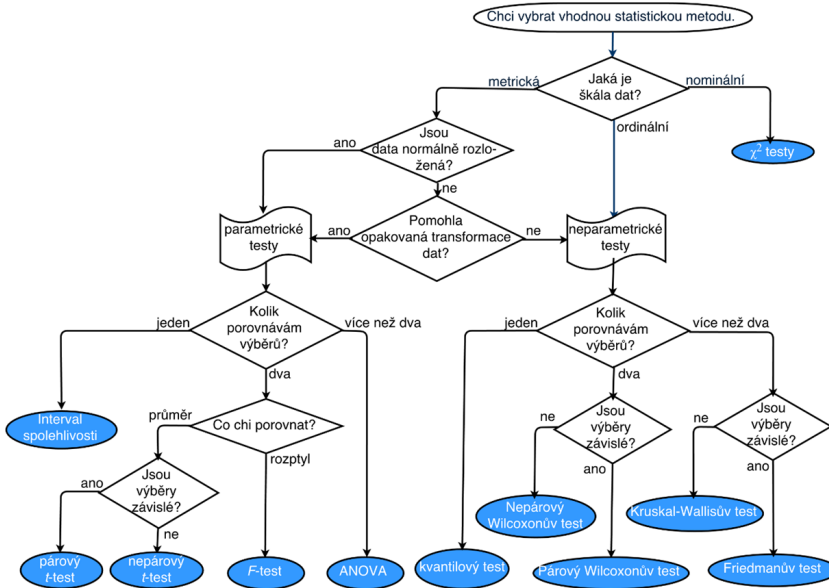 Chci vybrat vhodnou statistickou metodu.
metrická
Jaká je
škála dat?
nominální
ordinální
χ² testy
ano
Jsou
data normálně rozlo-
žená?
ne
parametrické
testy
ano
Pomohla
opakovaná transformace
dat?
ne
neparametrické
testy
jeden
Kolik
porovnávám
výběrů?
více než dva
dva
jeden
Kolik
porovnávám
výběrů?
více než dva
dva
Interval
spolehlivosti
průměr
Co chi porovnat?
rozptyl
ne
Jsou
výběry
závislé?
ano
ne
Jsou
výběry
závislé?
ano
ano
Jsou
výběry
závislé?
ne
Nepárový
Wilcoxonův test
Kruskal-Wallisův test
párový
t-test
nepárový
t-test
F-test
ANOVA
kvantilový test
Párový Wilcoxonův test
Friedmanův test